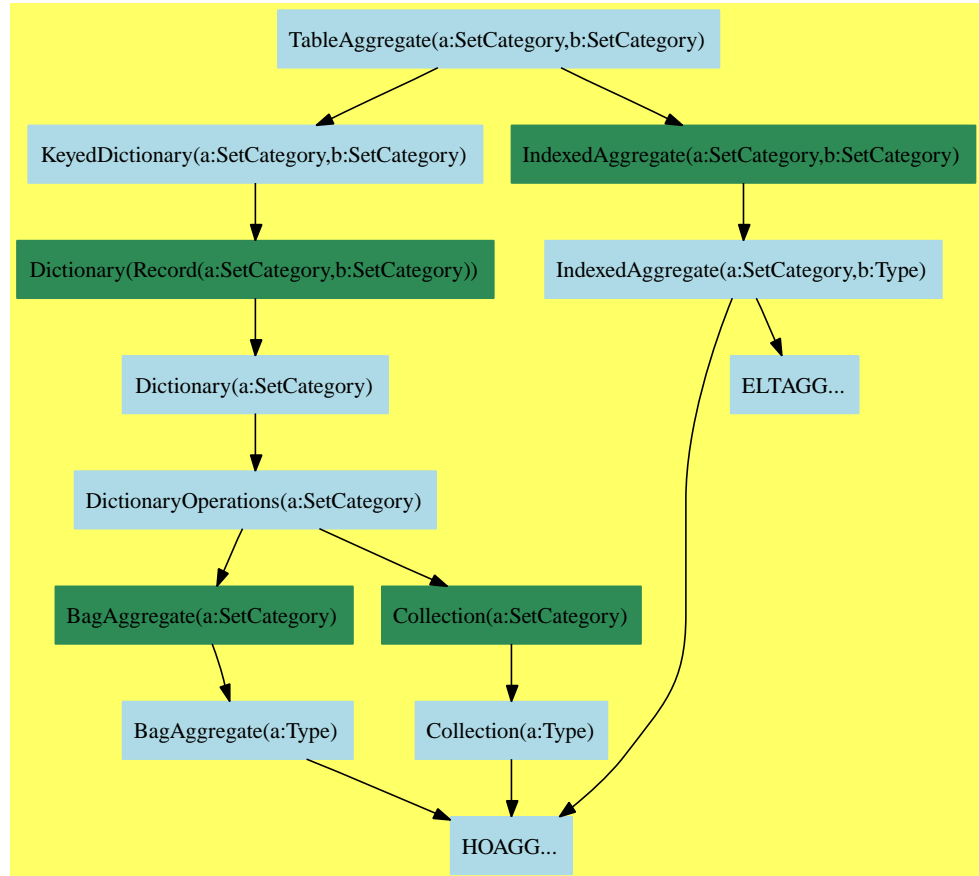 TableAggregate(a:SetCategory,b:SetCategory)
KeyedDictionary(a:SetCategory,b:SetCategory)
IndexedAggregate(a:SetCategory,b:SetCategory)
Dictionary(Record(a:SetCategory,b:SetCategory))
IndexedAggregate(a:SetCategory,b:Type)
Dictionary(a:SetCategory)
ELTAGG...
DictionaryOperations(a:SetCategory)
BagAggregate(a:SetCategory)
Collection(a:SetCategory)
BagAggregate(a:Type)
Collection(a:Type)
HOAGG...